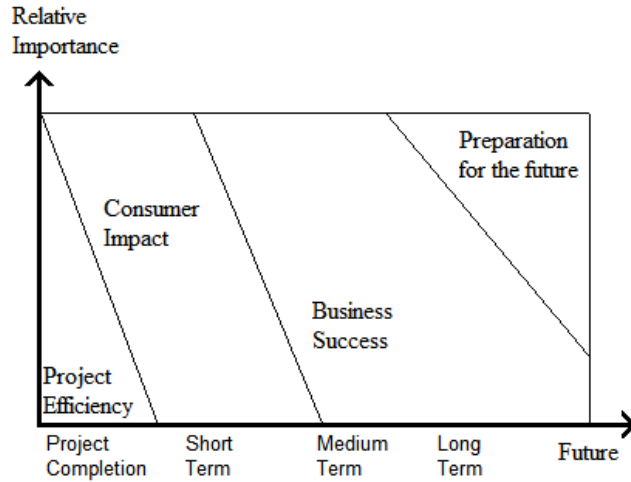 Relative
Importance
Preparation
for the future
Consumer
Impact
Business
Success
Project
Efficiency
Project
Completion
Short
Term
Medium
Term
Long
Term
Future